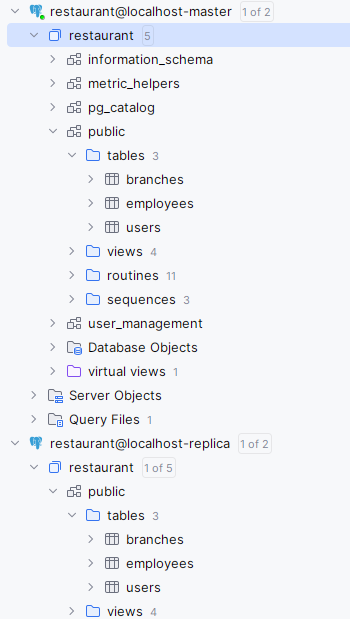 restaurant@localhost-master 1 of 2
restaurant 5
information_schema
metric_helpers
pg_catalog
public
tables 3
branches
employees
users
views 4
routines 11
sequences 3
user_management
Database Objects
virtual views 1
Server Objects
Query Files 1
restaurant@localhost-replica 1 of 2
restaurant 1 of 5
public
tables 3
branches
employees
users
views 4